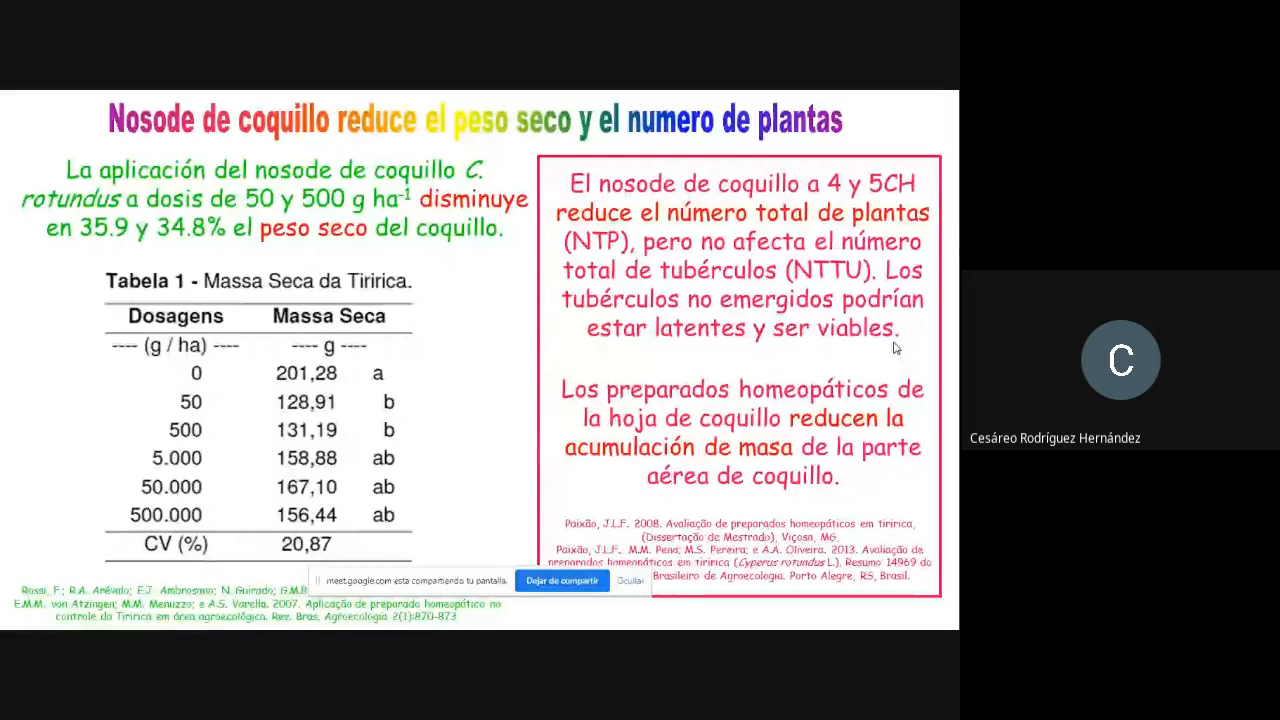 Nosode de coquillo reduce el peso seco y el numero de plantas
La aplicación del nosode de coquillo C.
rotundus a dosis de 50 y 500 g ha-1 disminuye
en 35.9 y 34.8% el peso seco del coquillo.
Tabela 1 - Massa Seca da Tiririca.
Dosagens Massa Seca
---- (g / ha) ---- ---- g ----
0 201,28 a
50 128,91 b
500 131,19 b
5.000 158,88 ab
50.000 167,10 ab
500.000 156,44 ab
CV (%) 20,87
Rossi, F.; R.A. Arévalo; E.J. Ambrosano; N. Guirado; G.M.B
E.M.M. von Atzingen; M.M. Menuzzo; e A.S. Varella. 2007. Aplicação de preparado homeopático no
controle da Tiririca em área agroecológica. Rev. Bras. Agroecologia 2(1):870-873
El nosode de coquillo a 4 y 5CH
reduce el número total de plantas
(NTP), pero no afecta el número
total de tubérculos (NTTU). Los
tubérculos no emergidos podrían
estar latentes y ser viables.
Los preparados homeopáticos de
la hoja de coquillo reducen la
acumulación de masa de la parte
aérea de coquillo.
Paixão, J.L.F. 2008. Avaliação de preparados homeopáticos em tiririca,
(Dissertação de Mestrado), Viçosa, MG.
Paixão, J.L.F. M.M. Pena; M.S. Pereira; e A.A. Oliveira. 2013. Avaliação de
preparados homeopáticos em tiririca (Cyperus rotundus L.). Resumo 14969 do
Brasileiro de Agroecologia. Porto Alegre, RS, Brasil.
meet.google.com está compartiendo tu pantalla. Dejar de compartir Ocultar
C
Cesáreo Rodríguez Hernández